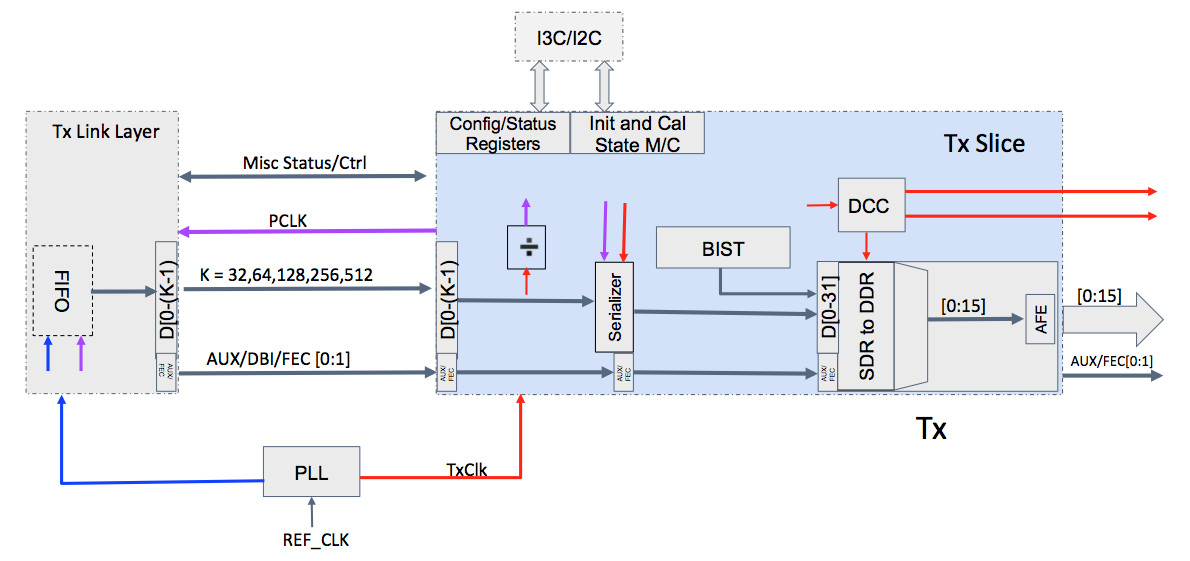 I3C/I2C
Tx Link Layer
Config/Status
Registers
Init and Cal
State M/C
Tx Slice
Misc Status/Ctrl
DCC
PCLK
÷
BIST
FIFO
D[0-(K-1)
K = 32,64,128,256,512
D[0-(K-1)
Serializer
D[0-31]
SDR to DDR
[0:15]
AFE
[0:15]
AUX/
FEC
AUX/DBI/FEC [0:1]
AUX/
FEC
AUX/
FEC
AUX/
FEC
AUX/FEC[0:1]
Tx
PLL
TxClk
REF_CLK